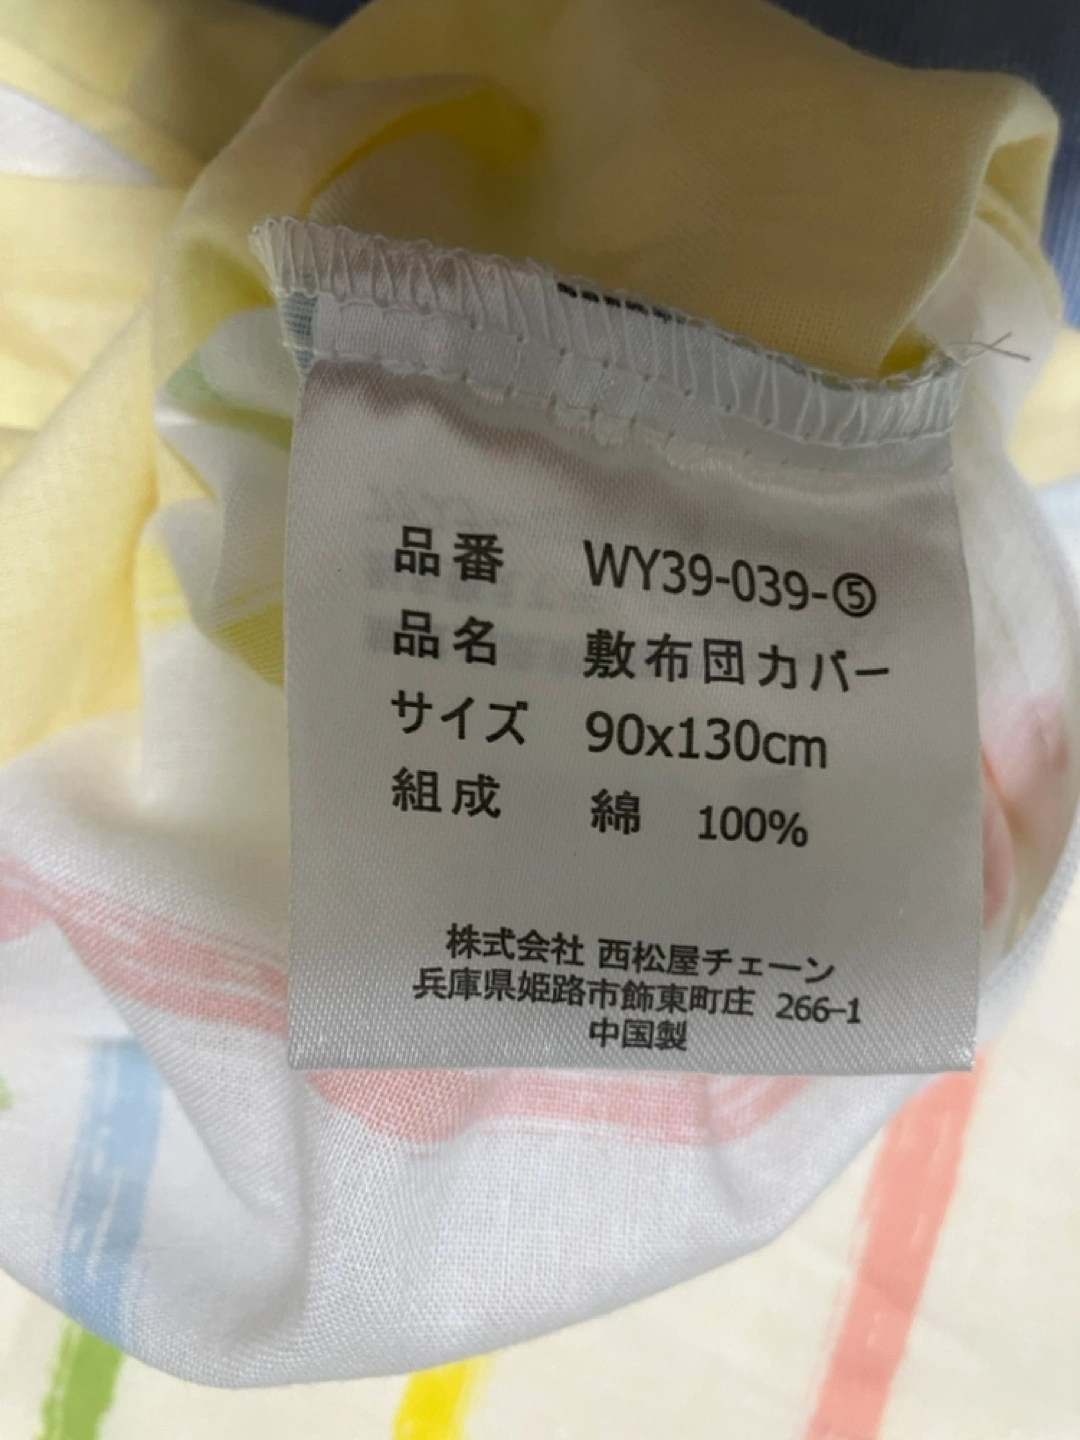 品番 WY39-039-⑤
品名 敷布団カバー
サイズ 90x130cm
組成 綿 100%
株式会社 西松屋チェーン
兵庫県姫路市飾東町庄 266-1
中国製